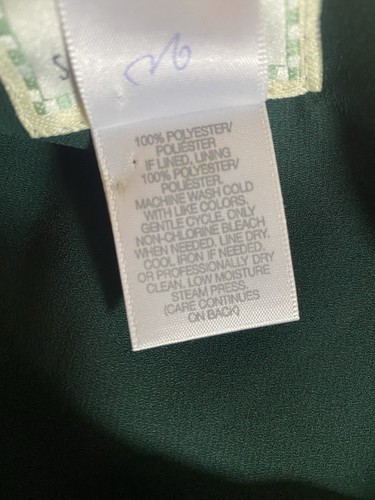 S
100% POLYESTER/
POLIÉSTER
IF LINED, LINING
100% POLYESTER/
POLIÉSTER
MACHINE WASH COLD
WITH LIKE COLORS,
GENTLE CYCLE. ONLY
NON-CHLORINE BLEACH
WHEN NEEDED. LINE DRY.
COOL IRON IF NEEDED.
OR PROFESSIONALLY DRY
CLEAN. LOW MOISTURE
STEAM PRESS.
(CARE CONTINUES
ON BACK)